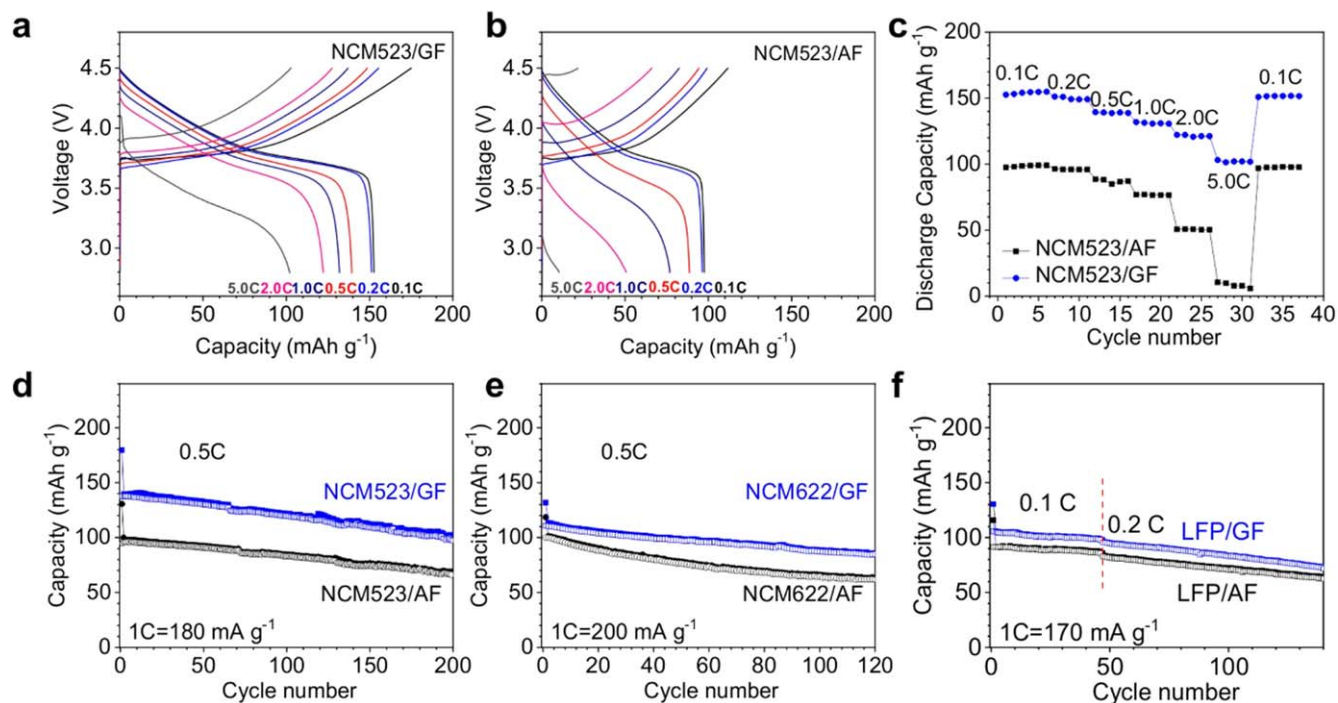 a
NCM523/GF
4.5
4.0
3.5
3.0
Voltage (V)
5.0C 2.0C 1.0C 0.5C 0.2C 0.1C
0 50 100 150 200
Capacity (mAh g⁻¹)
b
NCM523/AF
4.5
4.0
3.5
3.0
Voltage (V)
5.0C 2.0C 1.0C 0.5C 0.2C 0.1C
0 50 100 150 200
Capacity (mAh g⁻¹)
c
200
150
100
50
0
Discharge Capacity (mAh g⁻¹)
0.1C 0.2C 0.5C 1.0C 2.0C 5.0C 0.1C
NCM523/AF
NCM523/GF
0 5 10 15 20 25 30 35 40
Cycle number
d
200
150
100
50
0
Capacity (mAh g⁻¹)
0.5C
NCM523/GF
NCM523/AF
1C=180 mA g⁻¹
0 50 100 150 200
Cycle number
e
200
150
100
50
0
Capacity (mAh g⁻¹)
0.5C
NCM622/GF
NCM622/AF
1C=200 mA g⁻¹
0 20 40 60 80 100 120
Cycle number
f
200
150
100
50
0
Capacity (mAh g⁻¹)
0.1 C
0.2 C
LFP/GF
LFP/AF
1C=170 mA g⁻¹
0 50 100
Cycle number